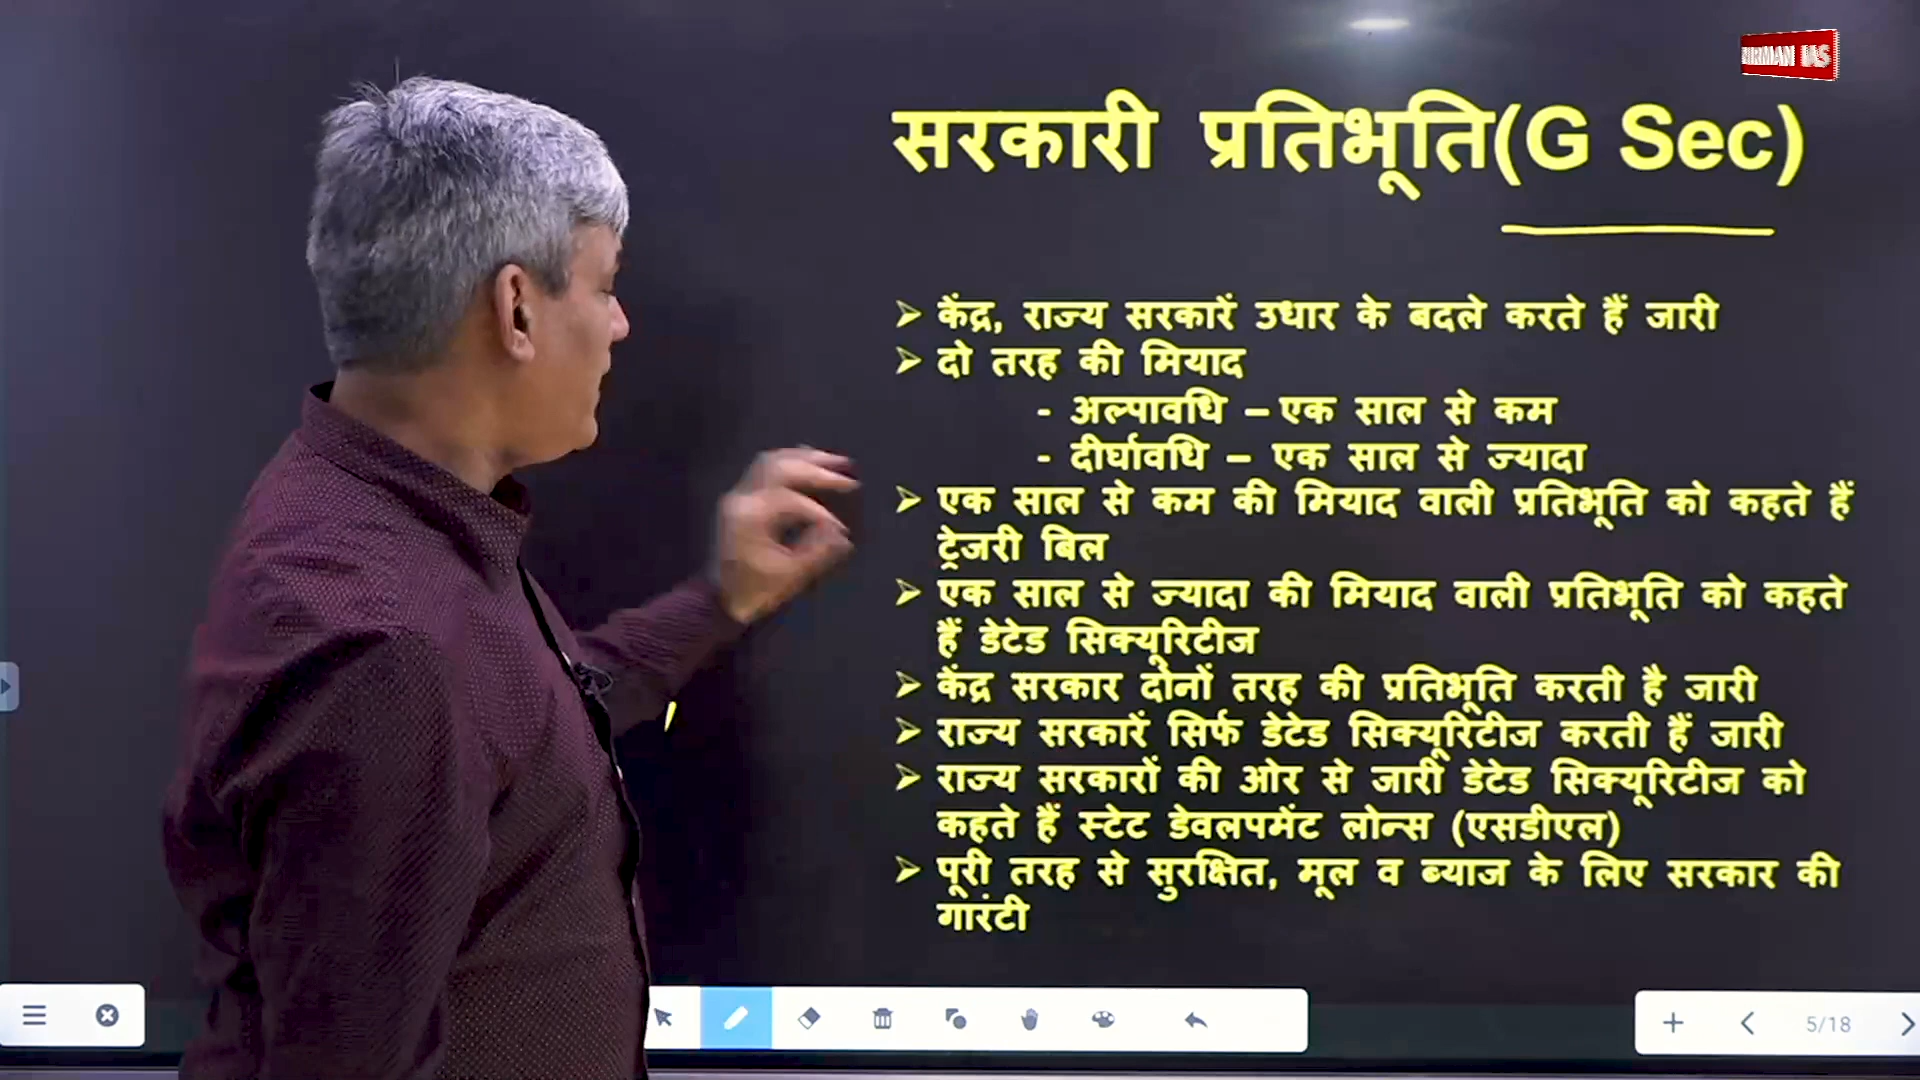 NIRMAN IAS
सरकारी प्रतिभूति(G Sec)
➢ केंद्र, राज्य सरकारें उधार के बदले करते हैं जारी
➢ दो तरह की मियाद
- अल्पावधि – एक साल से कम
- दीर्घावधि – एक साल से ज्यादा
➢ एक साल से कम की मियाद वाली प्रतिभूति को कहते हैं
ट्रेजरी बिल
➢ एक साल से ज्यादा की मियाद वाली प्रतिभूति को कहते
हैं डेटेड सिक्यूरिटीज
➢ केंद्र सरकार दोनों तरह की प्रतिभूति करती है जारी
➢ राज्य सरकारें सिर्फ डेटेड सिक्यूरिटीज करती हैं जारी
➢ राज्य सरकारों की ओर से जारी डेटेड सिक्यूरिटीज को
कहते हैं स्टेट डेवलपमेंट लोन्स (एसडीएल)
➢ पूरी तरह से सुरक्षित, मूल व ब्याज के लिए सरकार की
गारंटी
5/18